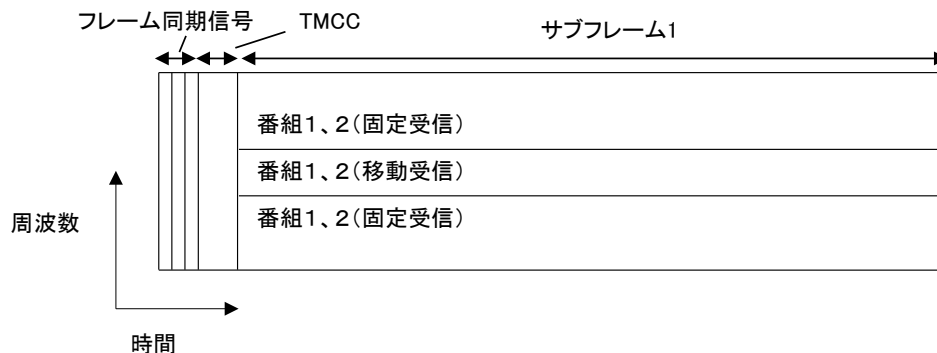 フレーム同期信号
TMCC
サブフレーム1
番組1、2(固定受信)
番組1、2(移動受信)
番組1、2(固定受信)
周波数
時間